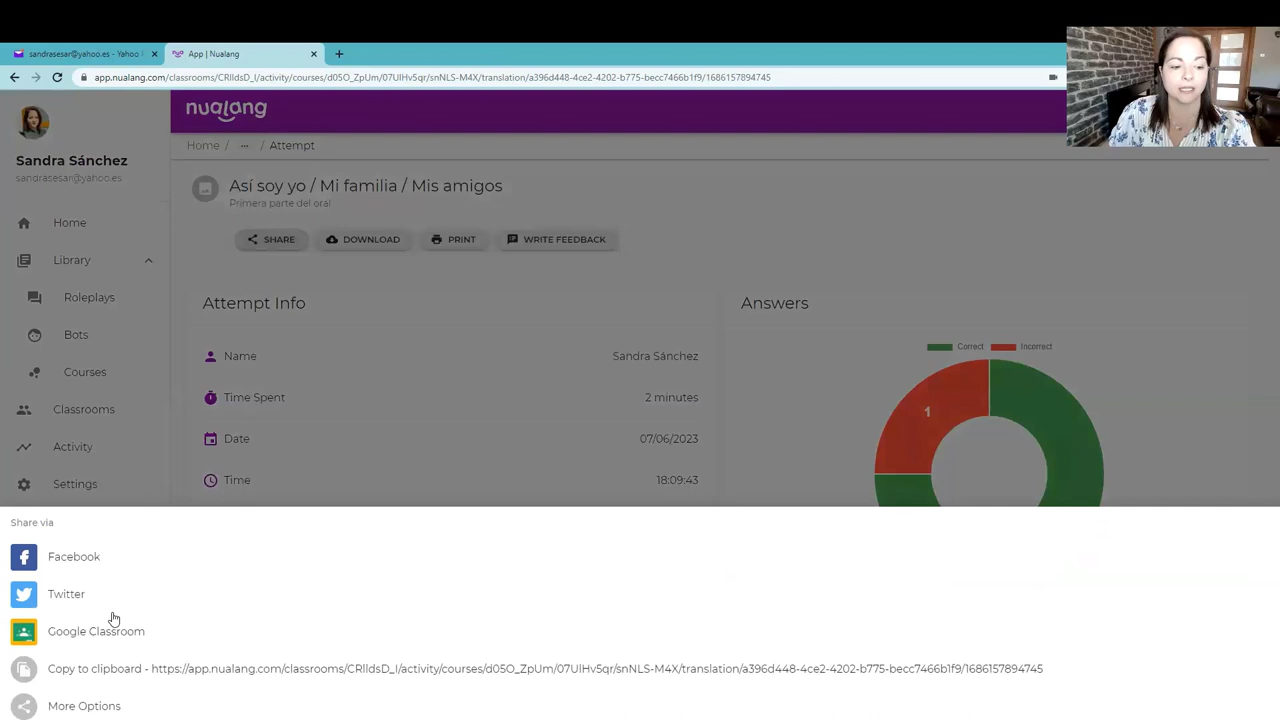 sandrasesar@yahoo.es - Yahoo
App | Nualang
app.nualang.com/classrooms/CRlldsD_I/activity/courses/d05O_ZpUm/07UIHv5qr/snNLS-M4X/translation/a396d448-4ce2-4202-b775-becc7466b1f9/1686157894745
nualang
Sandra Sánchez
sandrasesar@yahoo.es
Home
Library
Roleplays
Bots
Courses
Classrooms
Activity
Settings
Home / ··· / Attempt
Así soy yo / Mi familia / Mis amigos
Primera parte del oral
SHARE
DOWNLOAD
PRINT
WRITE FEEDBACK
Attempt Info
Name Sandra Sánchez
Time Spent 2 minutes
Date 07/06/2023
Time 18:09:43
Answers
Correct Incorrect
1
Share via
Facebook
Twitter
Google Classroom
Copy to clipboard - https://app.nualang.com/classrooms/CRlldsD_I/activity/courses/d05O_ZpUm/07UIHv5qr/snNLS-M4X/translation/a396d448-4ce2-4202-b775-becc7466b1f9/1686157894745
More Options